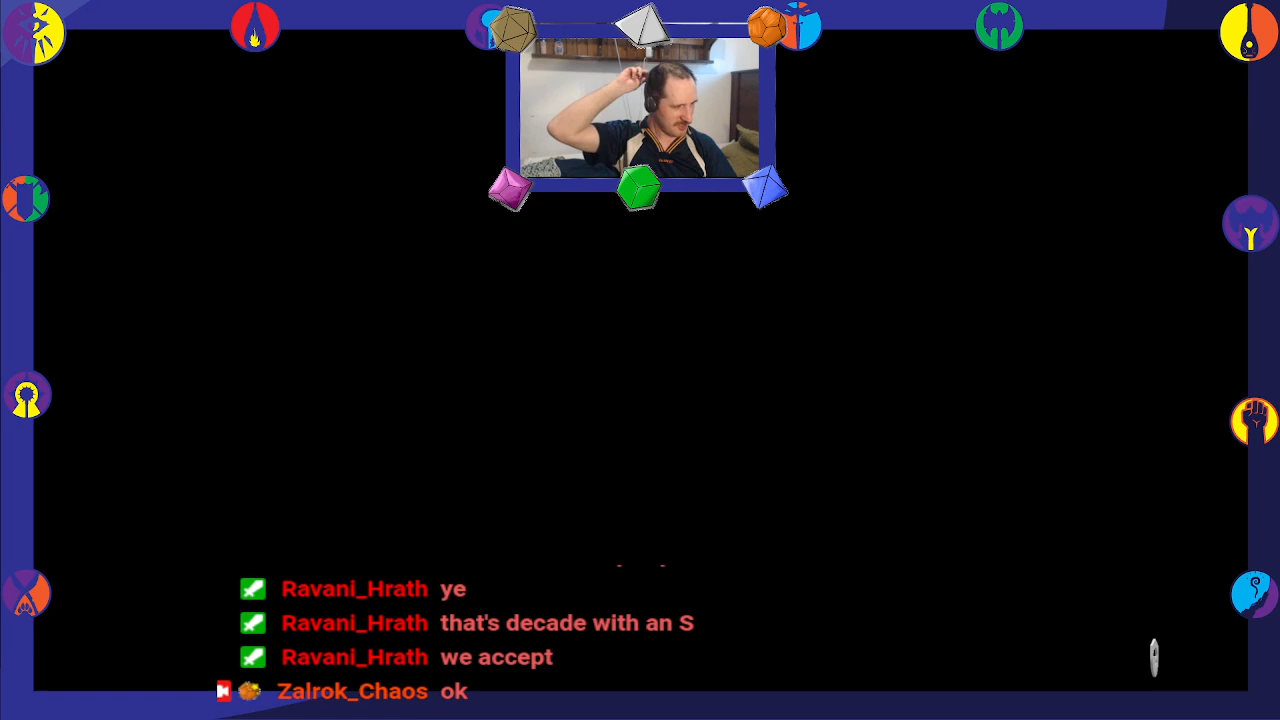 Ravani_Hrath ye
Ravani_Hrath that's decade with an S
Ravani_Hrath we accept
Zalrok_Chaos ok